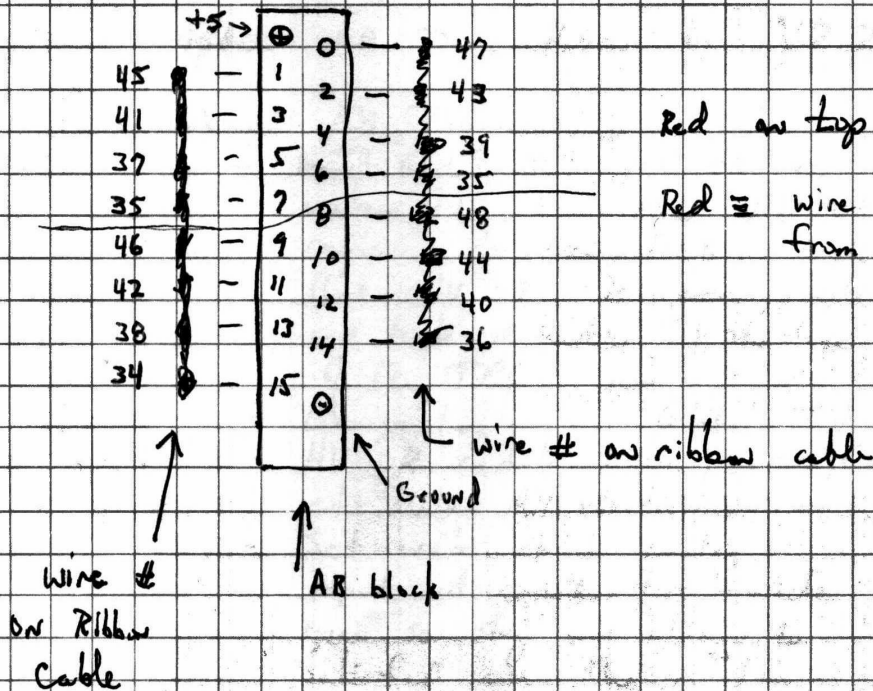 +5 → ⊕ 0 — 47
45 — 1
2 — 43
41 — 3
4 — 39
37 - 5
6 — 35
35 - 7
8 — 48
46 — 9
10 — 44
42 — 11
12 — 40
38 — 13
14 — 36
34 — 15
⊖
Red on top
Red ≡ wire
from
wire # on ribbon cable
Ground
AB block
wire #
on Ribbon
Cable